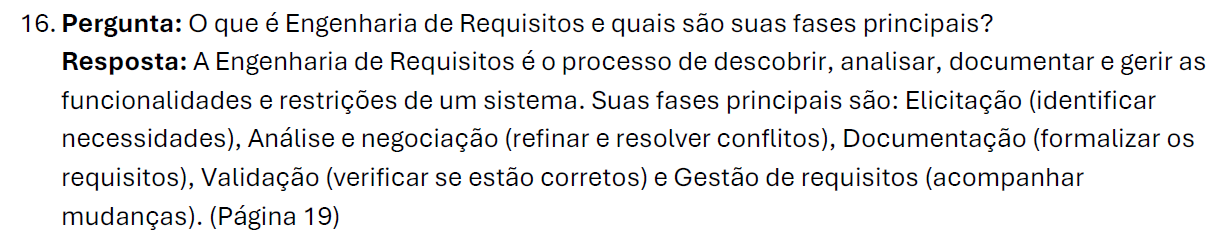 16. Pergunta: O que é Engenharia de Requisitos e quais são suas fases principais?
Resposta: A Engenharia de Requisitos é o processo de descobrir, analisar, documentar e gerir as
funcionalidades e restrições de um sistema. Suas fases principais são: Elicitação (identificar
necessidades), Análise e negociação (refinar e resolver conflitos), Documentação (formalizar os
requisitos), Validação (verificar se estão corretos) e Gestão de requisitos (acompanhar
mudanças). (Página 19)